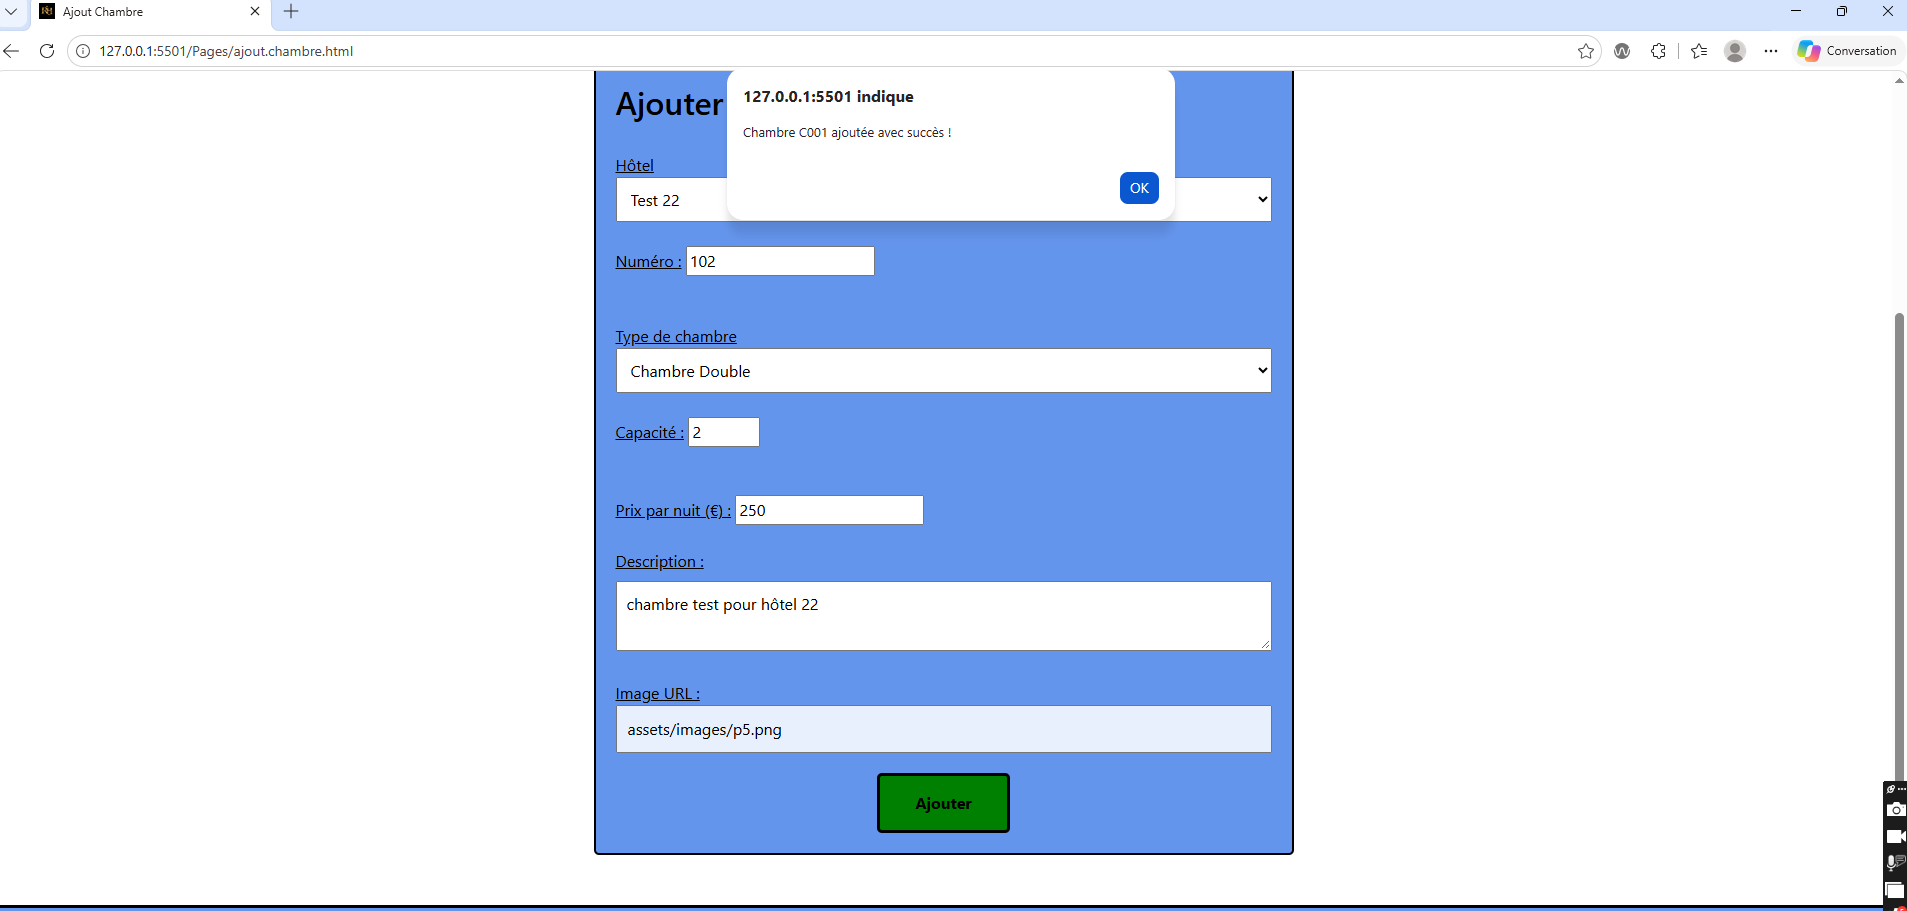 Ajout Chambre
127.0.0.1:5501/Pages/ajout.chambre.html
Conversation
127.0.0.1:5501 indique
Chambre C001 ajoutée avec succès !
OK
Ajouter
Hôtel
Test 22
Numéro : 102
Type de chambre
Chambre Double
Capacité : 2
Prix par nuit (€) : 250
Description :
chambre test pour hôtel 22
Image URL :
assets/images/p5.png
Ajouter